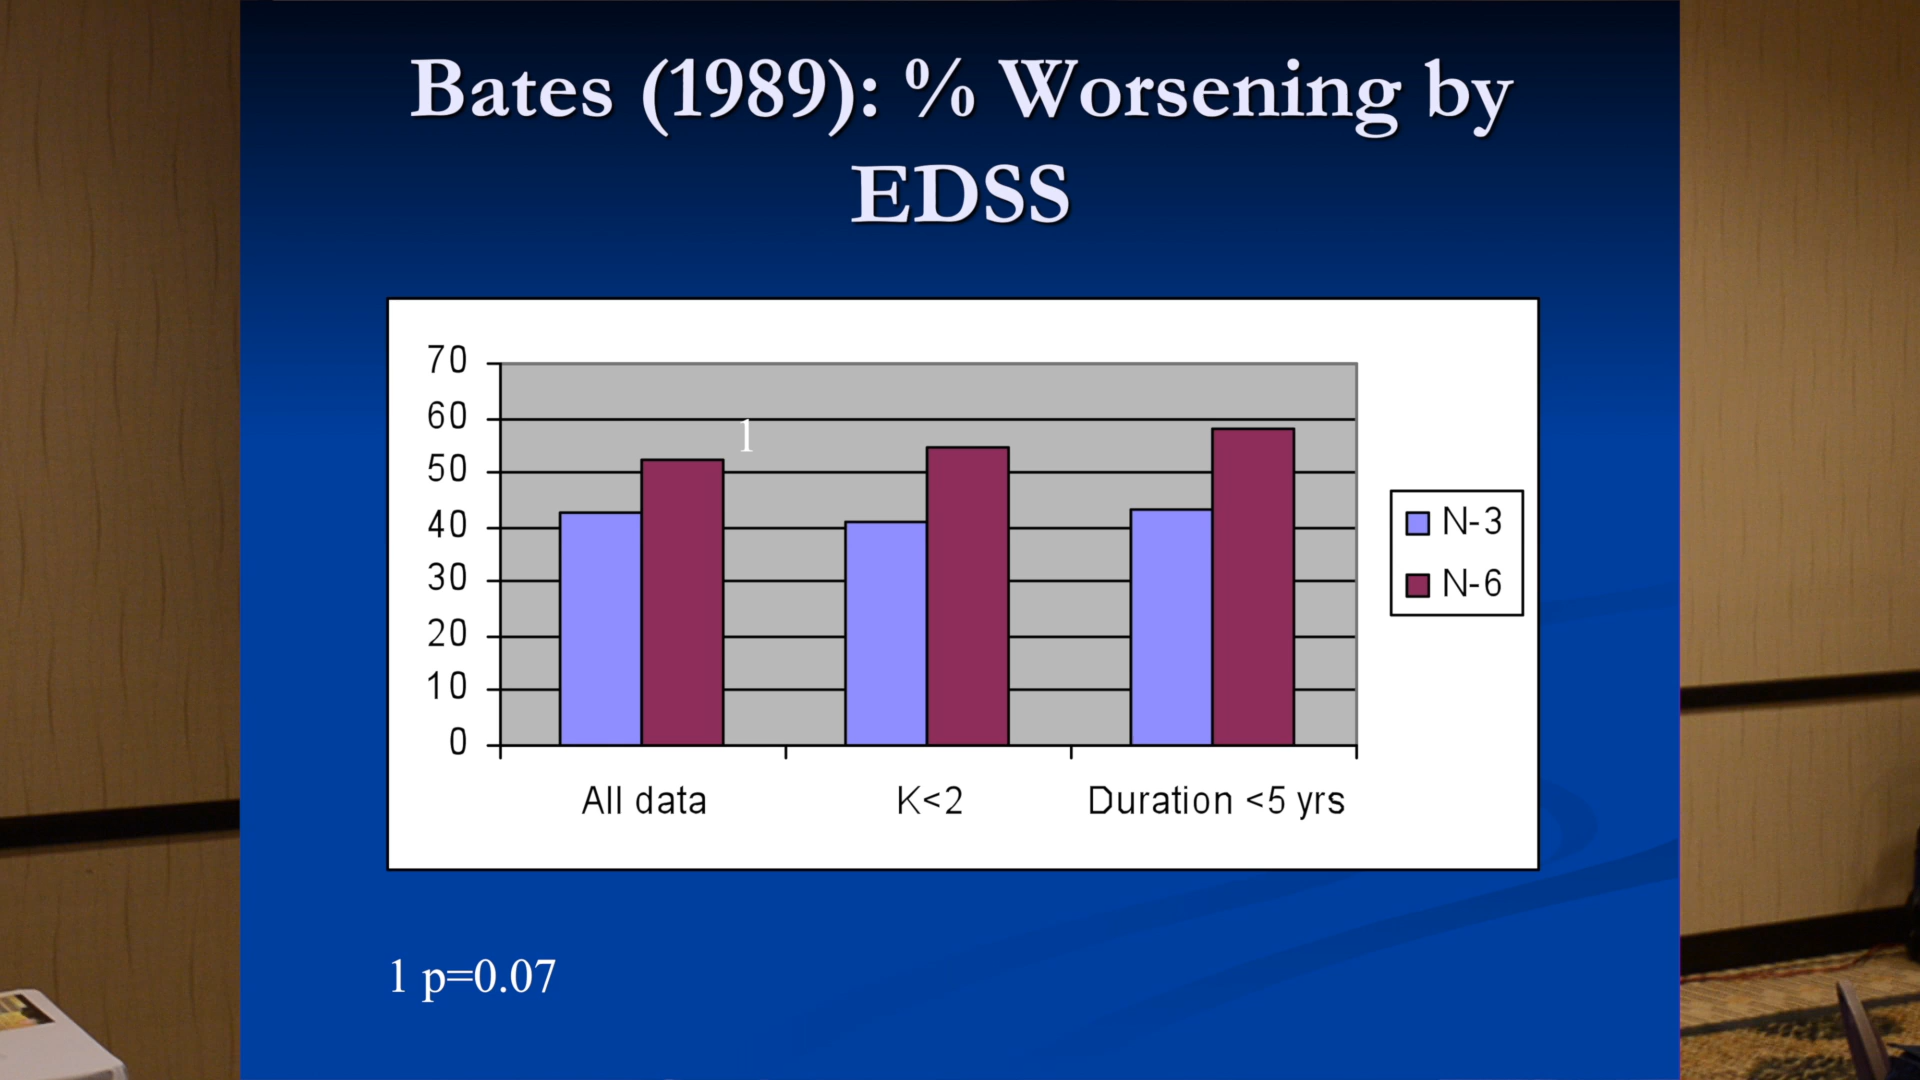 Bates (1989): % Worsening by
EDSS
70
60
50
40
30
20
10
0
1
All data
K<2
Duration <5 yrs
N-3
N-6
1 p=0.07